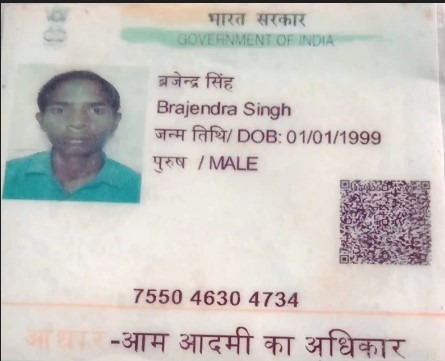 भारत सरकार
GOVERNMENT OF INDIA
ब्रजेन्द्र सिंह
Brajendra Singh
जन्म तिथि/ DOB: 01/01/1999
पुरुष / MALE
7550 4630 4734
आधार-आम आदमी का अधिकार